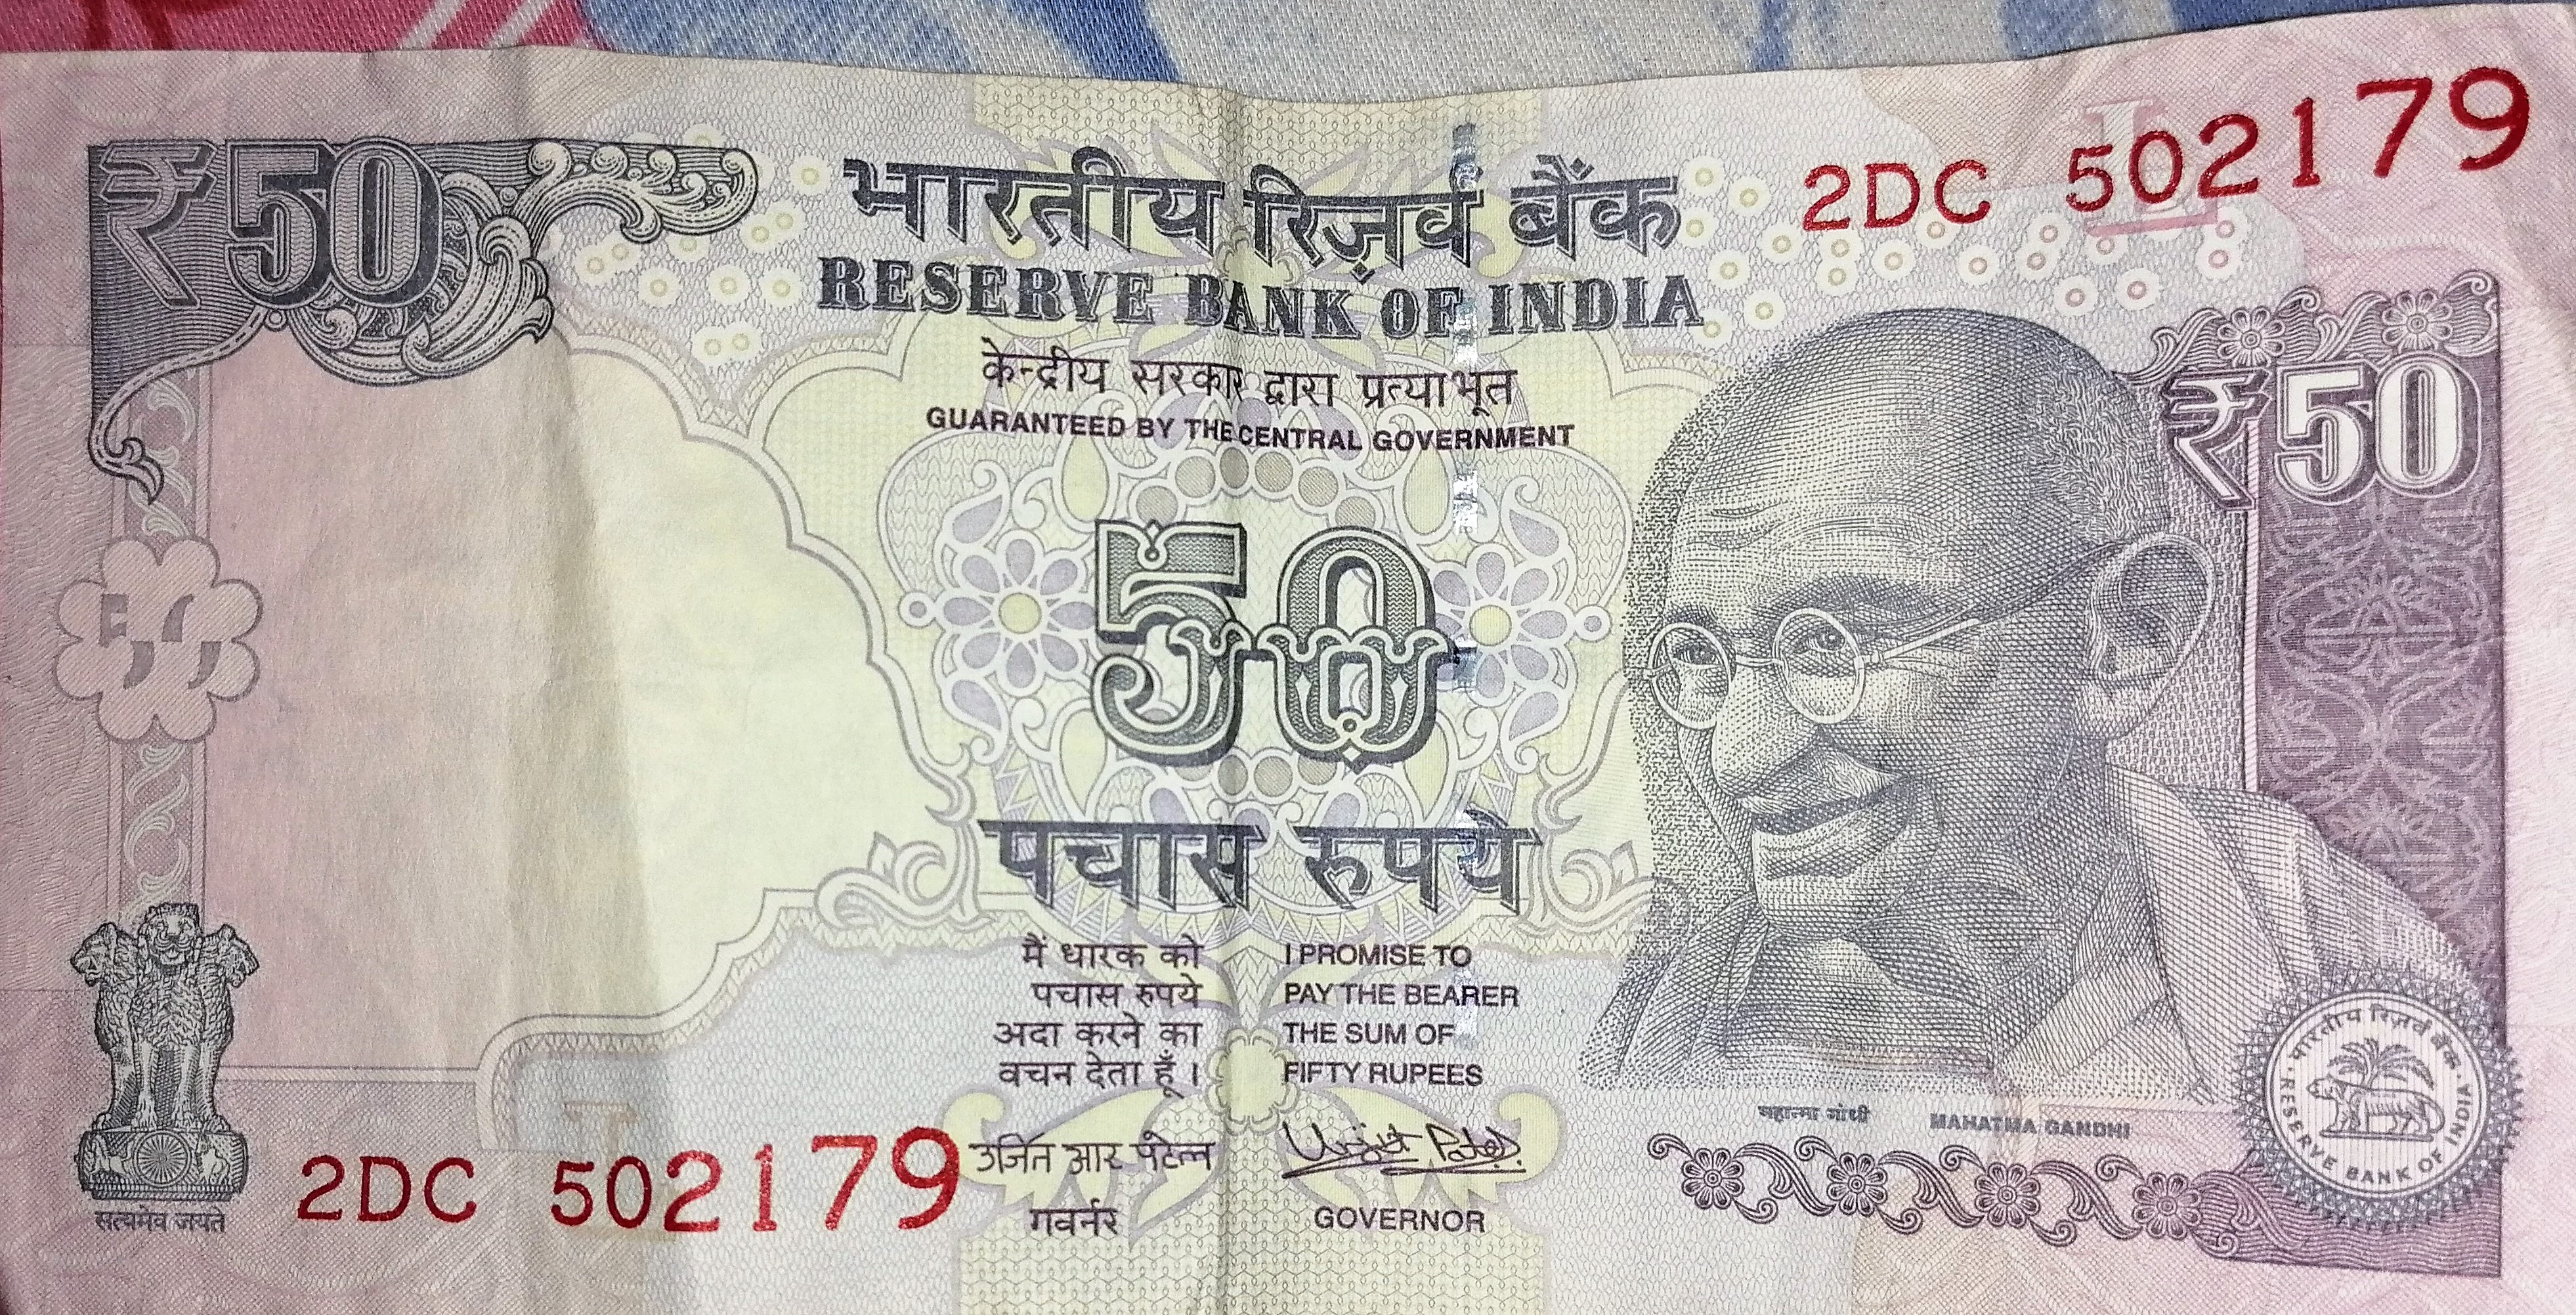 ₹50
2DC 502179
भारतीय रिज़र्व बैंक
RESERVE BANK OF INDIA
केन्द्रीय सरकार द्वारा प्रत्याभूत
GUARANTEED BY THE CENTRAL GOVERNMENT
₹50
50
पचास रुपये
मैं धारक को
पचास रुपये
अदा करने का
वचन देता हूँ ।
I PROMISE TO
PAY THE BEARER
THE SUM OF
FIFTY RUPEES
उर्जित आर पटेल
गवर्नर
Urjit Patel
GOVERNOR
महात्मा गांधी MAHATMA GANDHI
भारतीय रिज़र्व बैंक
RESERVE BANK OF INDIA
सत्यमेव जयते
2DC 502179
L
L